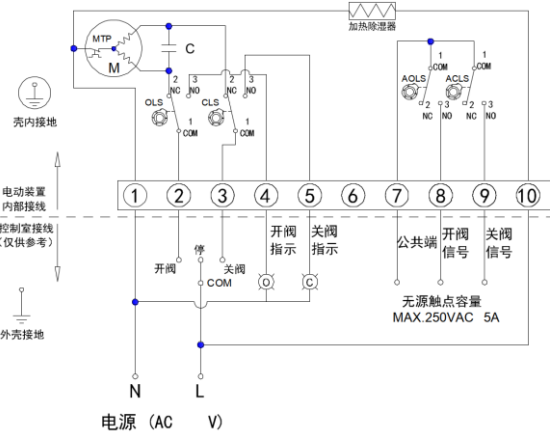 加热除湿器
MTP
M
C
2
3
NC
NO
OLS
1
COM
2
3
NC
NO
CLS
1
COM
1
COM
AOLS
2
3
NC
NO
1
COM
ACLS
2
3
NC
NO
壳内接地
电动装置
内部接线
1 2 3 4 5 6 7 8 9 10
控制室接线
(仅供参考)
外壳接地
开阀
停
关阀
COM
开阀
指示
关阀
指示
O
C
公共端
开阀
信号
关阀
信号
无源触点容量
MAX.250VAC 5A
N
L
电源 (AC V)